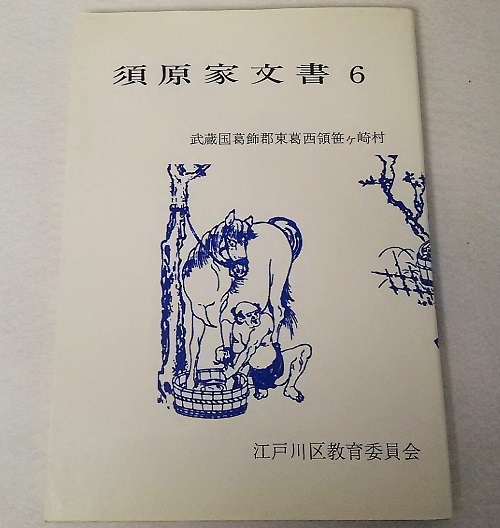 須原家文書 6
武蔵国葛飾郡東葛西領笹ヶ崎村
江戸川区教育委員会